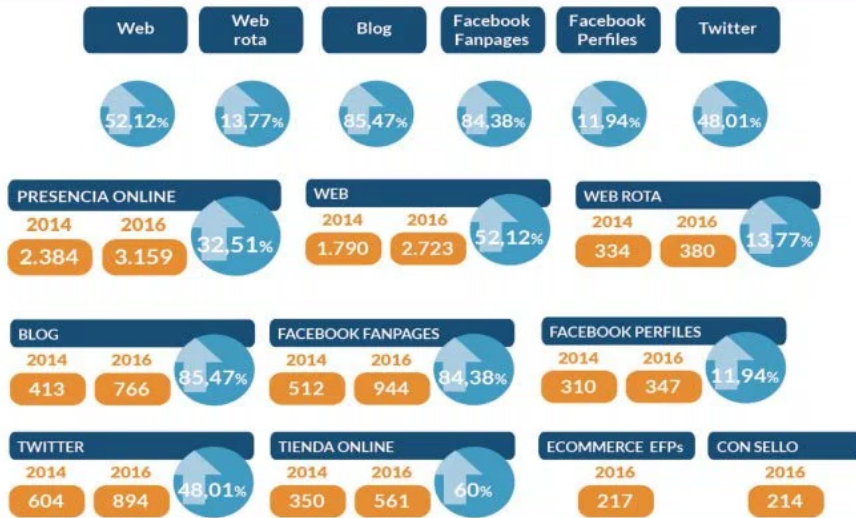 Web
Web rota
Blog
Facebook Fanpages
Facebook Perfiles
Twitter
52,12%
13,77%
85,47%
84,38%
11,94%
48,01%
PRESENCIA ONLINE
2014 2016
2.384 3.159
32,51%
WEB
2014 2016
1.790 2.723
52,12%
WEB ROTA
2014 2016
334 380
13,77%
BLOG
2014 2016
413 766
85,47%
FACEBOOK FANPAGES
2014 2016
512 944
84,38%
FACEBOOK PERFILES
2014 2016
310 347
11,94%
TWITTER
2014 2016
604 894
48,01%
TIENDA ONLINE
2014 2016
350 561
60%
ECOMMERCE EFPs
2016
217
CON SELLO
2016
214